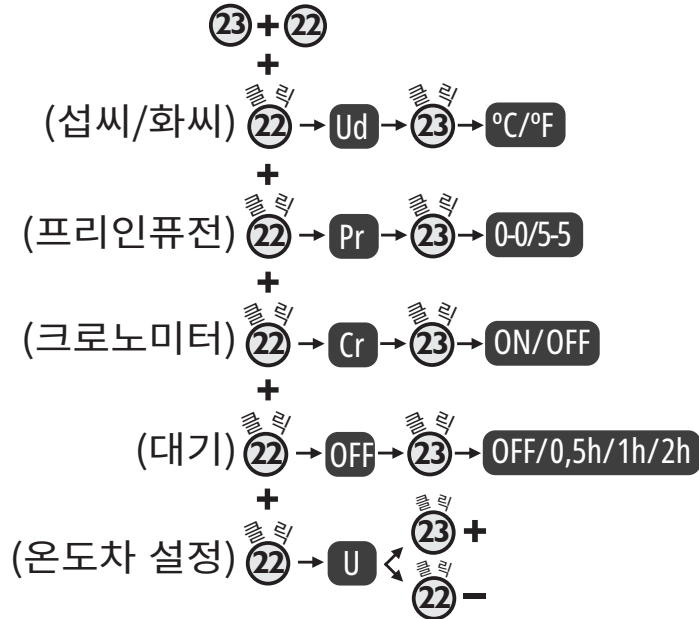 23 + 22
+
클릭 클릭
(섭씨/화씨) 22 → Ud → 23 → ºC/ºF
+
클릭 클릭
(프리인퓨전) 22 → Pr → 23 → 0-0/5-5
+
클릭 클릭
(크로노미터) 22 → Cr → 23 → ON/OFF
+
클릭 클릭
(대기) 22 → OFF → 23 → OFF/0,5h/1h/2h
+
클릭
23 +
클릭
(온도차 설정) 22 → U
클릭
22 −